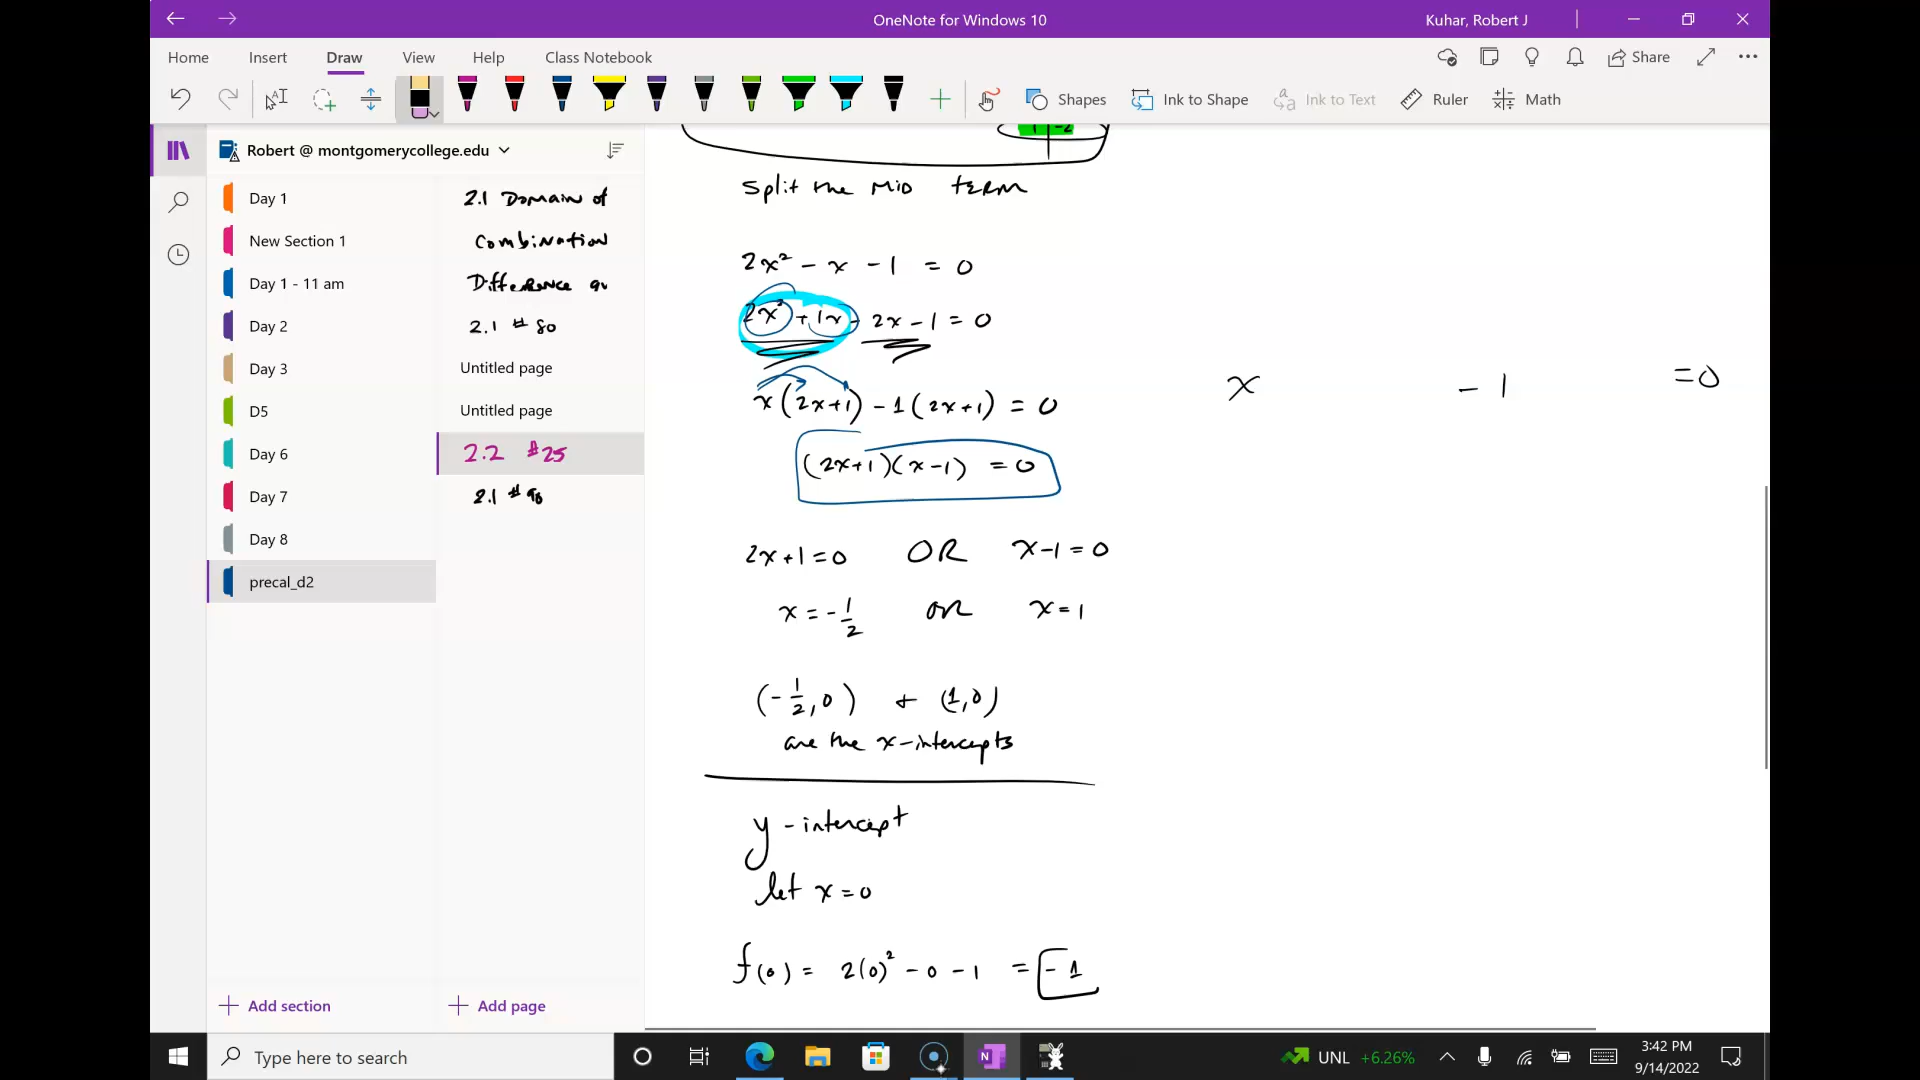 OneNote for Windows 10
Kuhar, Robert J
Home Insert Draw View Help Class Notebook
Share
Shapes Ink to Shape Ink to Text Ruler Math
Robert @ montgomerycollege.edu
Day 1
New Section 1
Day 1 - 11 am
Day 2
Day 3
D5
Day 6
Day 7
Day 8
precal_d2
Add section
2.1 Domain of
Combination
Difference qu
2.1 # 80
Untitled page
Untitled page
2.2 #25
2.1 # 90
Add page
1 -2
Split the Mid term
2x² - x - 1 = 0
2x² + 1x - 2x - 1 = 0
x(2x+1) - 1(2x+1) = 0
x - 1 = 0
(2x+1)(x-1) = 0
2x+1=0 OR x-1=0
x = -1/2 OR x=1
(-1/2, 0) + (1,0)
are the x-intercepts
y-intercept
let x=0
f(0) = 2(0)² - 0 - 1 = -1
Type here to search
UNL +6.26%
3:42 PM
9/14/2022